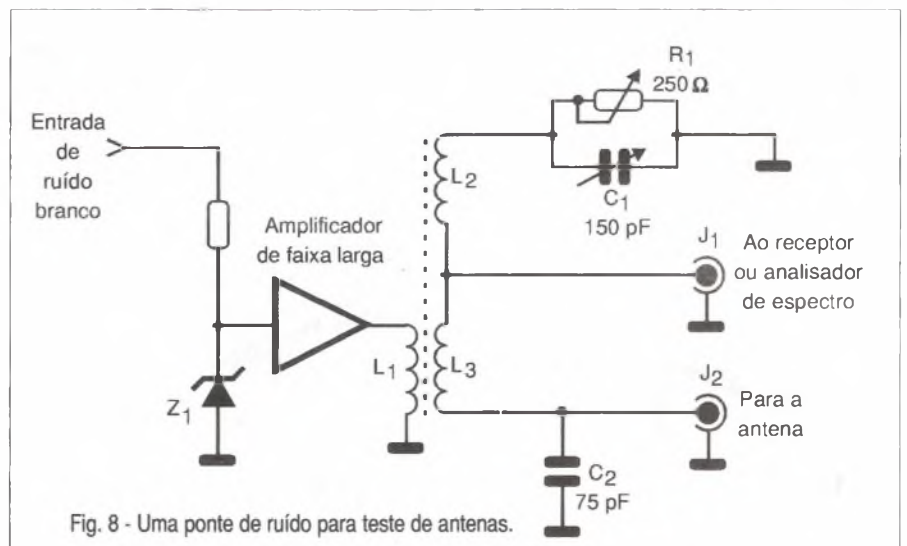 R1
250 Ω
Entrada
de
ruído
branco
Amplificador
de faixa larga
L2
C1
150 pF
J1
Ao receptor
ou analisador
de espectro
L1
L3
Z1
J2
Para a
antena
C2
75 pF
Fig. 8 - Uma ponte de ruído para teste de antenas.